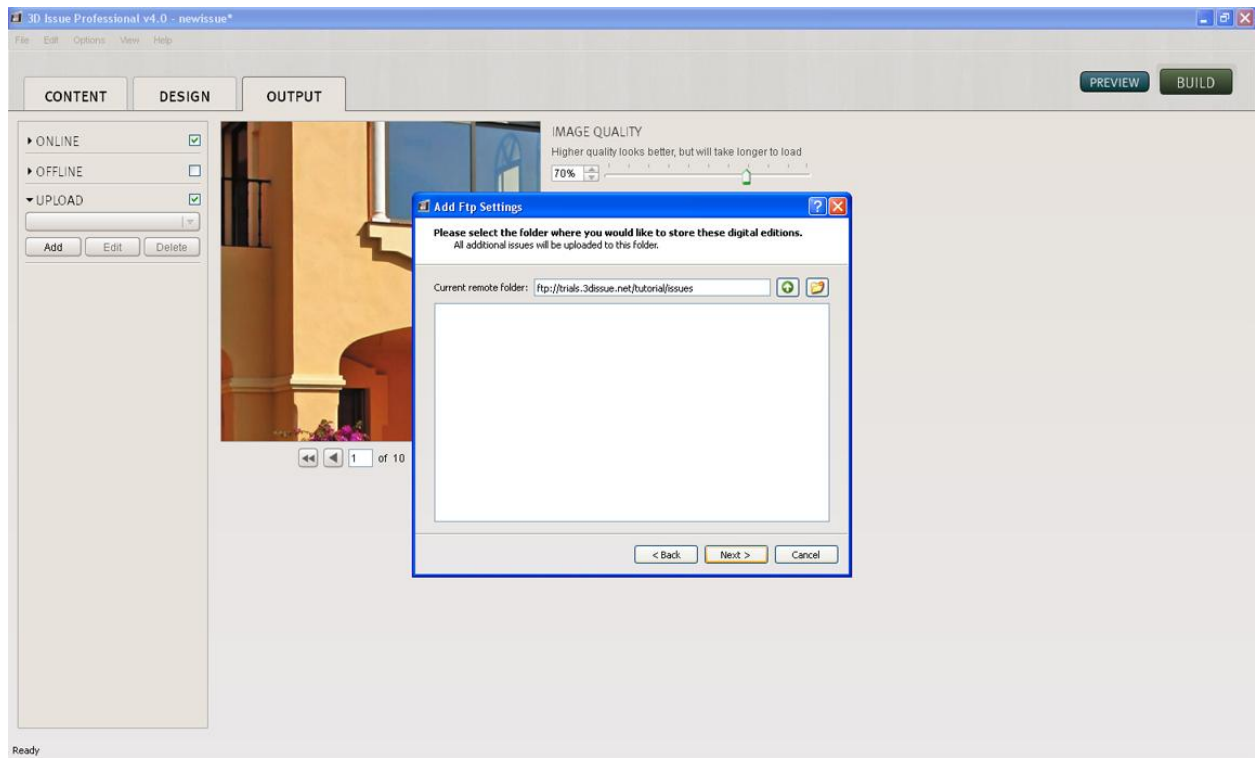 3D Issue Professional v4.0 - newissue*
File Edit Options View Help
CONTENT DESIGN OUTPUT PREVIEW BUILD
ONLINE
OFFLINE
UPLOAD
Add Edit Delete
IMAGE QUALITY
Higher quality looks better, but will take longer to load
70%
Add Ftp Settings
Please select the folder where you would like to store these digital editions.
All additional issues will be uploaded to this folder.
Current remote folder: ftp://trials.3dissue.net/tutorial/issues
< Back Next > Cancel
1 of 10
Ready